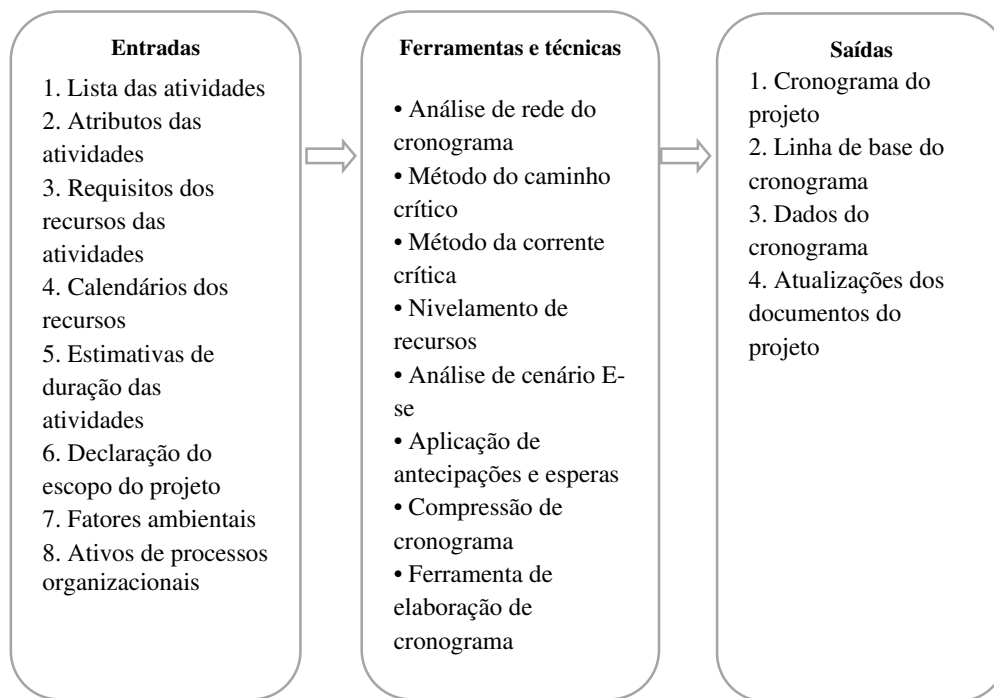 Entradas
1. Lista das atividades
2. Atributos das
atividades
3. Requisitos dos
recursos das
atividades
4. Calendários dos
recursos
5. Estimativas de
duração das
atividades
6. Declaração do
escopo do projeto
7. Fatores ambientais
8. Ativos de processos
organizacionais
Ferramentas e técnicas
• Análise de rede do
cronograma
• Método do caminho
crítico
• Método da corrente
crítica
• Nivelamento de
recursos
• Análise de cenário E-
se
• Aplicação de
antecipações e esperas
• Compressão de
cronograma
• Ferramenta de
elaboração de
cronograma
Saídas
1. Cronograma do
projeto
2. Linha de base do
cronograma
3. Dados do
cronograma
4. Atualizações dos
documentos do
projeto